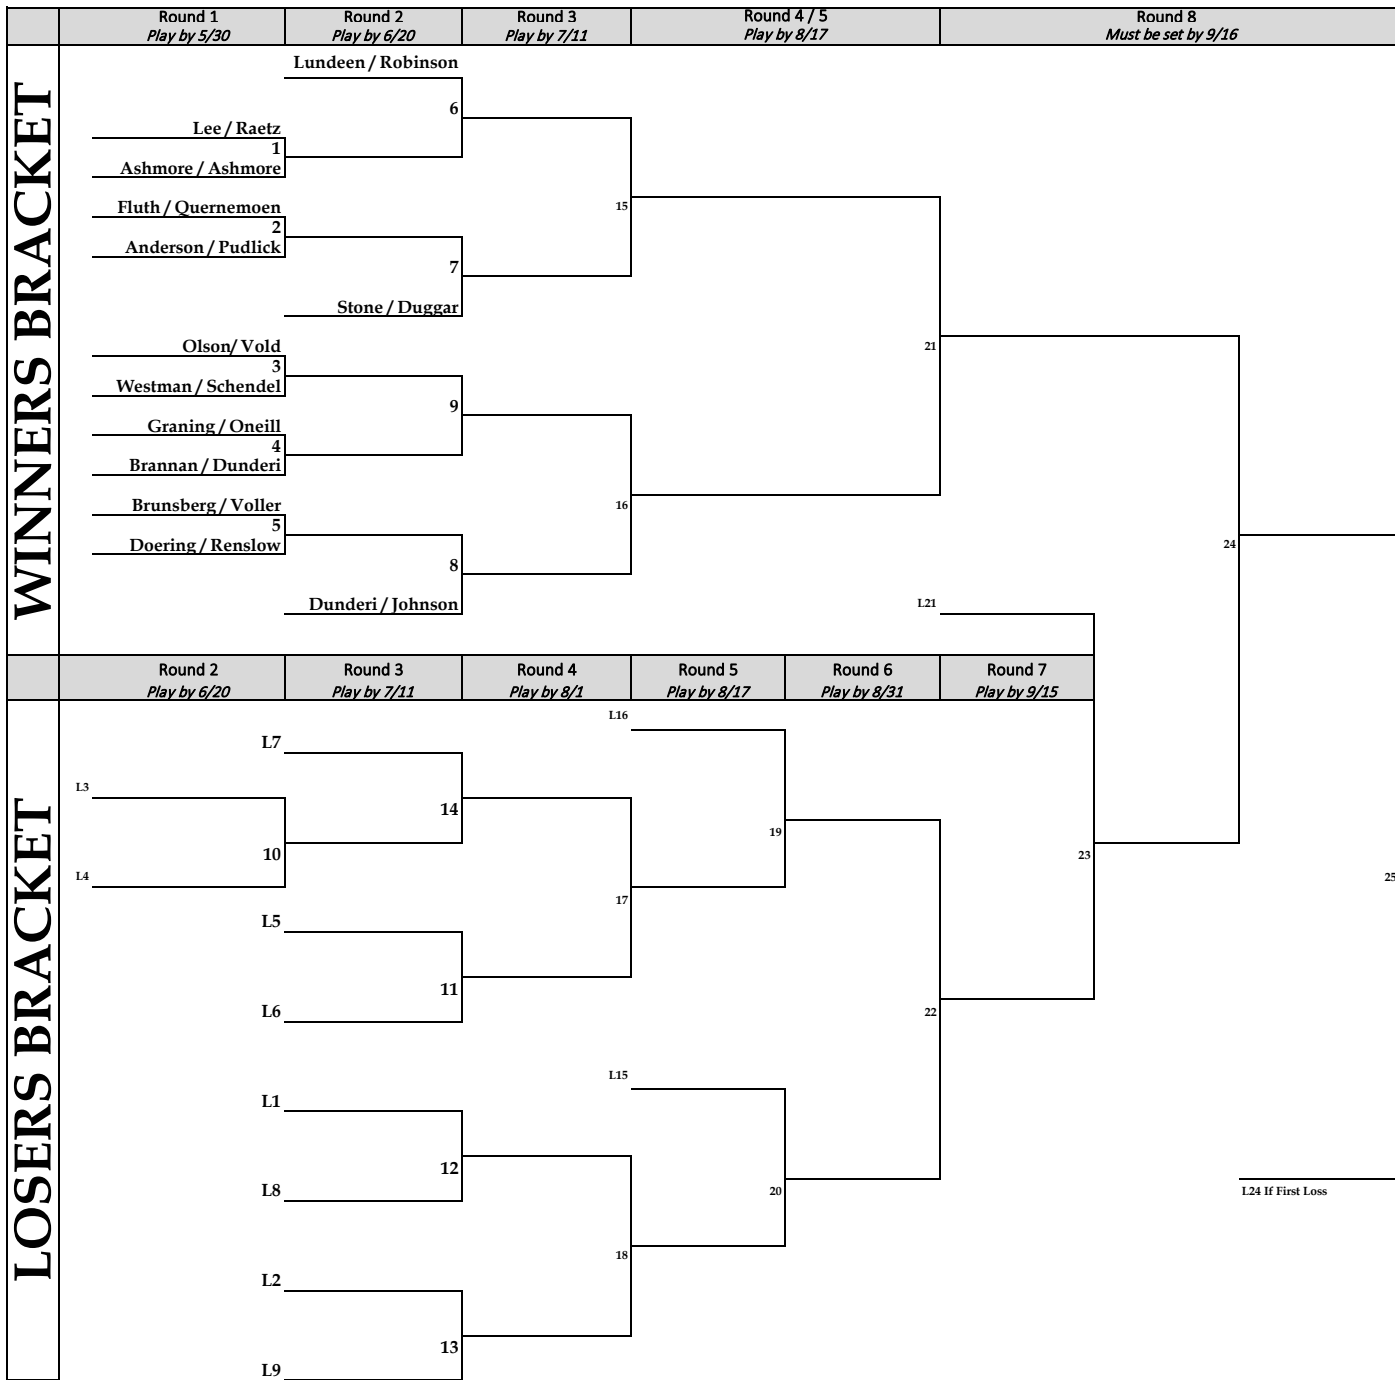 Round 1
Play by 5/30
Round 2
Play by 6/20
Round 3
Play by 7/11
Round 4 / 5
Play by 8/17
Round 8
Must be set by 9/16
WINNERS BRACKET
Lundeen / Robinson
6
Lee / Raetz
1
Ashmore / Ashmore
Fluth / Quernemoen
15
2
Anderson / Pudlick
7
Stone / Duggar
Olson/ Vold
21
3
Westman / Schendel
9
Graning / Oneill
4
Brannan / Dunderi
Brunsberg / Voller
16
5
Doering / Renslow
24
8
Dunderi / Johnson
L21
Round 2
Play by 6/20
Round 3
Play by 7/11
Round 4
Play by 8/1
Round 5
Play by 8/17
Round 6
Play by 8/31
Round 7
Play by 9/15
LOSERS BRACKET
L16
L7
L3
14
19
10
23
L4
25
17
L5
11
L6
22
L15
L1
12
L8
20
L24 If First Loss
18
L2
13
L9